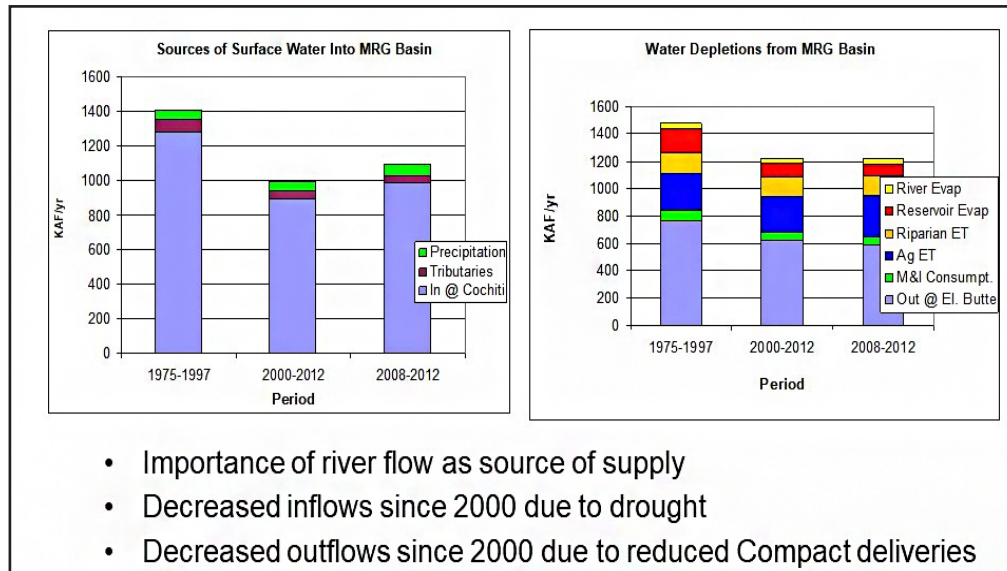 Sources of Surface Water Into MRG Basin
1600
1400
1200
1000
800
600
400
200
0
KAF/yr
Precipitation
Tributaries
In @ Cochiti
1975-1997
2000-2012
2008-2012
Period
Water Depletions from MRG Basin
1600
1400
1200
1000
800
600
400
200
0
KAF/yr
River Evap
Reservoir Evap
Riparian ET
Ag ET
M&I Consumpt.
Out @ El. Butte
1975-1997
2000-2012
2008-2012
Period
• Importance of river flow as source of supply
• Decreased inflows since 2000 due to drought
• Decreased outflows since 2000 due to reduced Compact deliveries